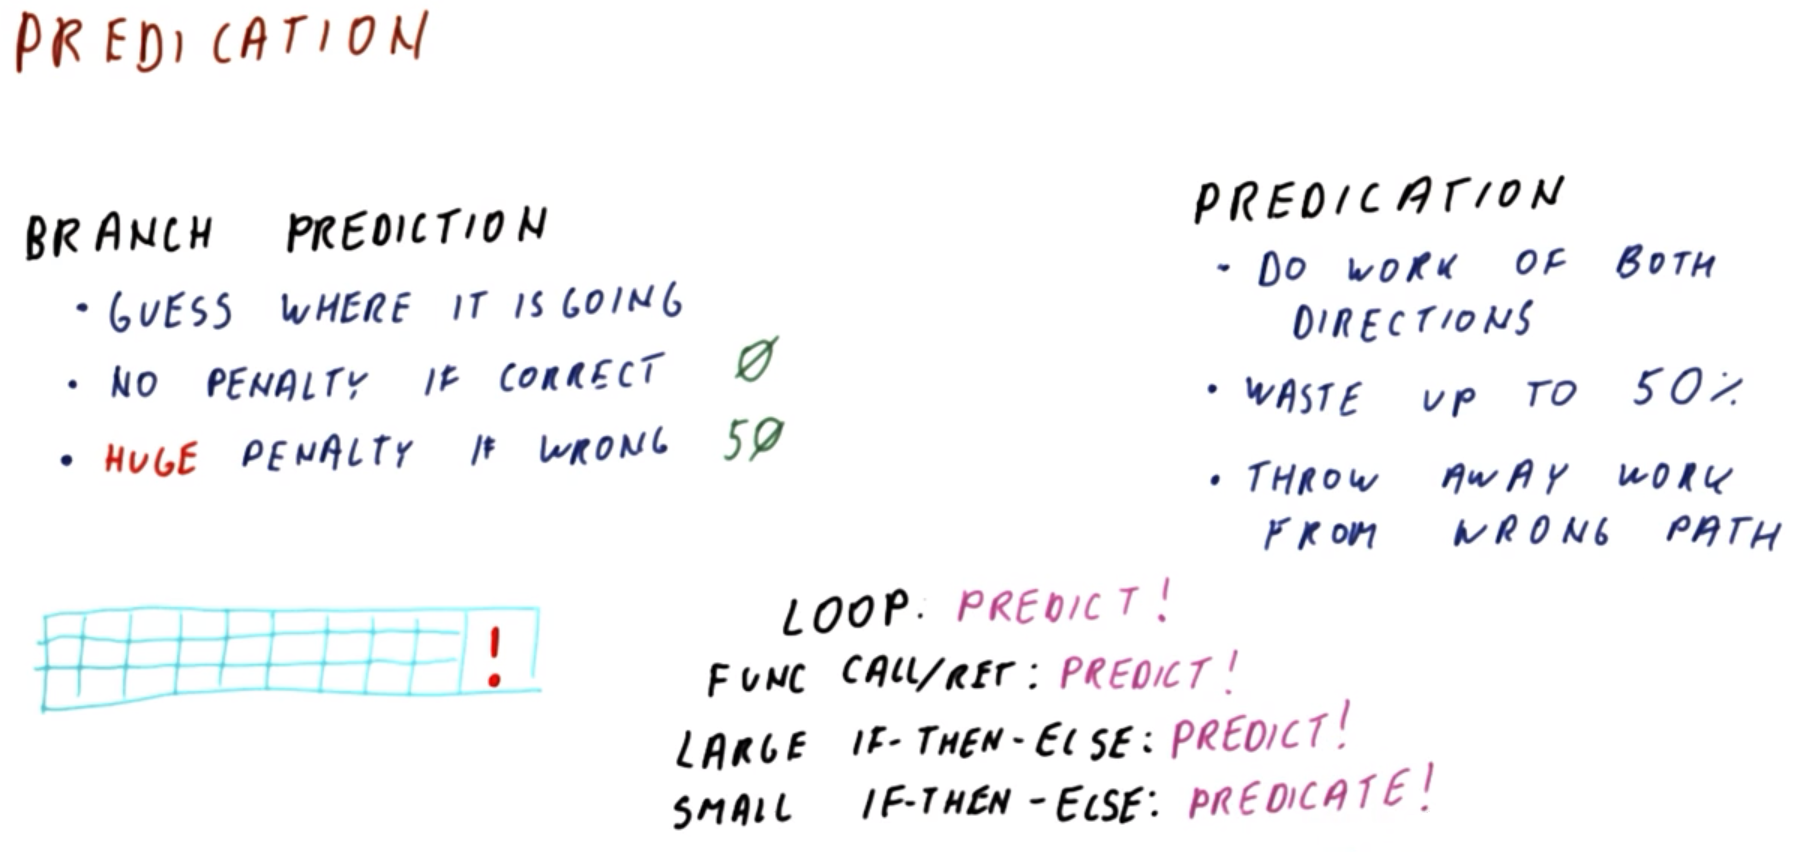 PREDICATION
BRANCH PREDICTION
• GUESS WHERE IT IS GOING
• NO PENALTY IF CORRECT 0
• HUGE PENALTY IF WRONG 50
PREDICATION
- DO WORK OF BOTH
DIRECTIONS
• WASTE UP TO 50%
• THROW AWAY WORK
FROM WRONG PATH
!
LOOP: PREDICT!
FUNC CALL/RET: PREDICT!
LARGE IF-THEN-ELSE: PREDICT!
SMALL IF-THEN-ELSE: PREDICATE!